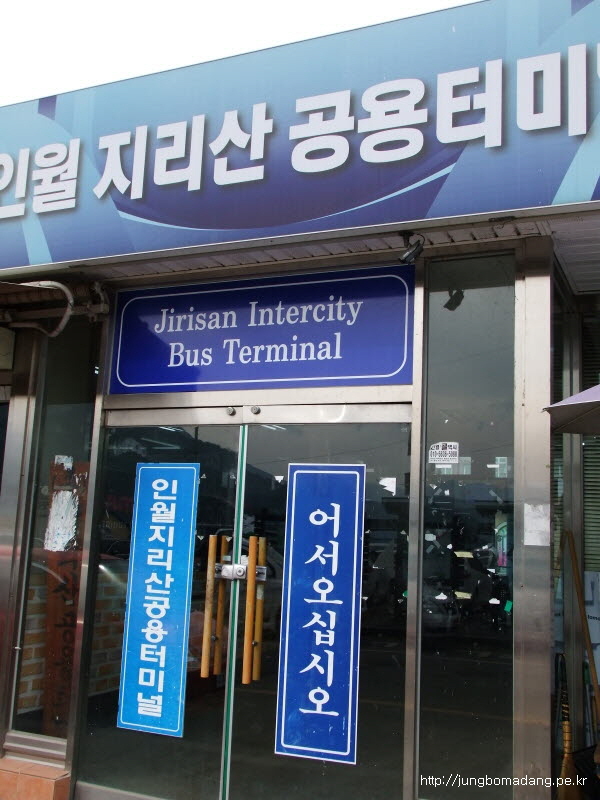 인월 지리산 공용터미
Jirisan Intercity
Bus Terminal
인월지리산공용터미널
어서오십시오
http://jungbomadang.pe.kr